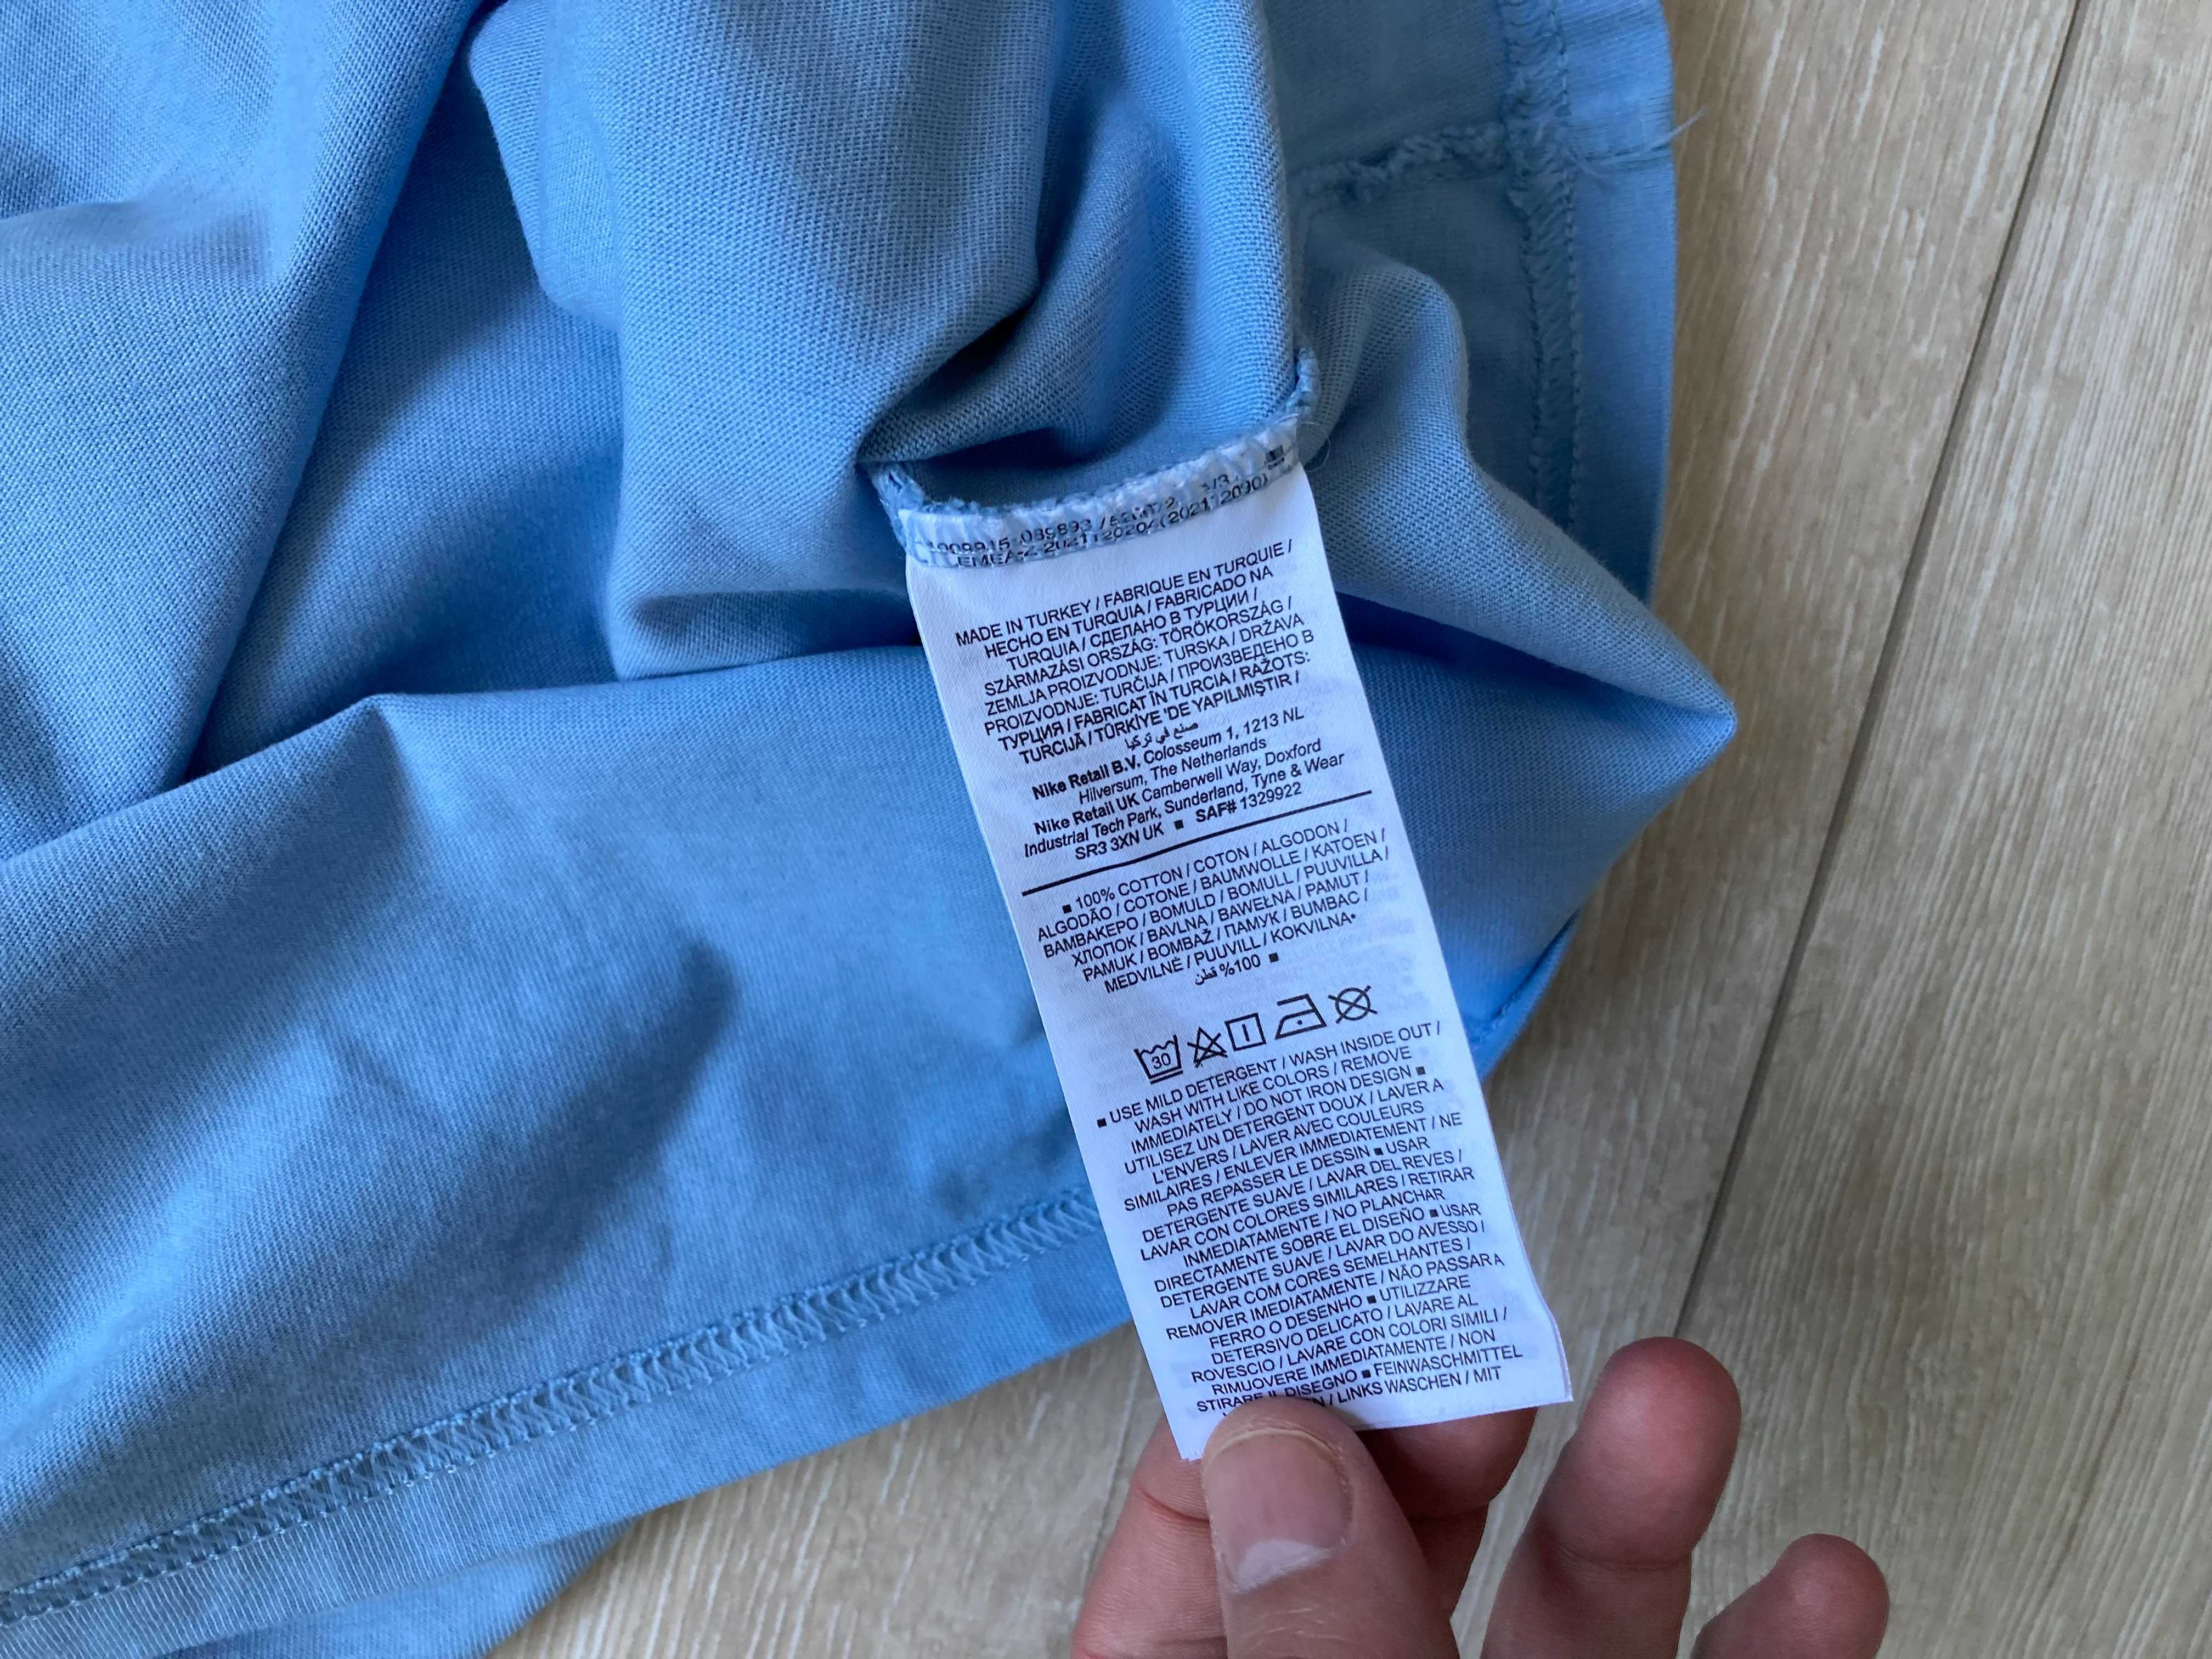 MADE IN TURKEY / FABRIQUE EN TURQUIE /
HECHO EN TURQUIA / FABRICADO NA
TURQUIA / СДЕЛАНО В ТУРЦИИ /
SZÁRMAZÁSI ORSZÁG: TÖRÖKORSZÁG /
ZEMLJA PROIZVODNJE: TURSKA / DRŽAVA
PROIZVODNJE: TURČIJA / ПРОИЗВЕДЕНО В
ТУРЦИЯ / FABRICAT ÎN TURCIA / RAŽOTS:
TURCIJĀ / TÜRKİYE 'DE YAPILMIŞTIR /
صنع في تركيا
Nike Retail B.V. Colosseum 1, 1213 NL
Hilversum, The Netherlands
Nike Retail UK Camberwell Way, Doxford
Industrial Tech Park, Sunderland, Tyne & Wear
SR3 3XN UK ■ SAF# 1329922
■ 100% COTTON / COTON / ALGODON /
ALGODÃO / COTONE / BAUMWOLLE / KATOEN /
ΒΑΜΒΑΚΕΡΟ / BOMULD / BOMULL / PUUVILLA /
ХЛОПОК / BAVLNA / BAWEŁNA / PAMUT /
PAMUK / BOMBAŽ / ПАМУК / BUMBAC /
MEDVILNĖ / PUUVILL / KOKVILNA•
100% قطن ■
30
■ USE MILD DETERGENT / WASH INSIDE OUT /
WASH WITH LIKE COLORS / REMOVE
IMMEDIATELY / DO NOT IRON DESIGN ■
UTILISEZ UN DETERGENT DOUX / LAVER A
L'ENVERS / LAVER AVEC COULEURS
SIMILAIRES / ENLEVER IMMEDIATEMENT / NE
PAS REPASSER LE DESSIN ■ USAR
DETERGENTE SUAVE / LAVAR DEL REVES /
LAVAR CON COLORES SIMILARES / RETIRAR
INMEDIATAMENTE / NO PLANCHAR
DIRECTAMENTE SOBRE EL DISEÑO ■ USAR
DETERGENTE SUAVE / LAVAR DO AVESSO /
LAVAR COM CORES SEMELHANTES /
REMOVER IMEDIATAMENTE / NÃO PASSAR A
FERRO O DESENHO ■ UTILIZZARE
DETERSIVO DELICATO / LAVARE AL
ROVESCIO / LAVARE CON COLORI SIMILI /
RIMUOVERE IMMEDIATAMENTE / NON
STIRARE IL DISEGNO ■ FEINWASCHMITTEL
/ LINKS WASCHEN / MIT